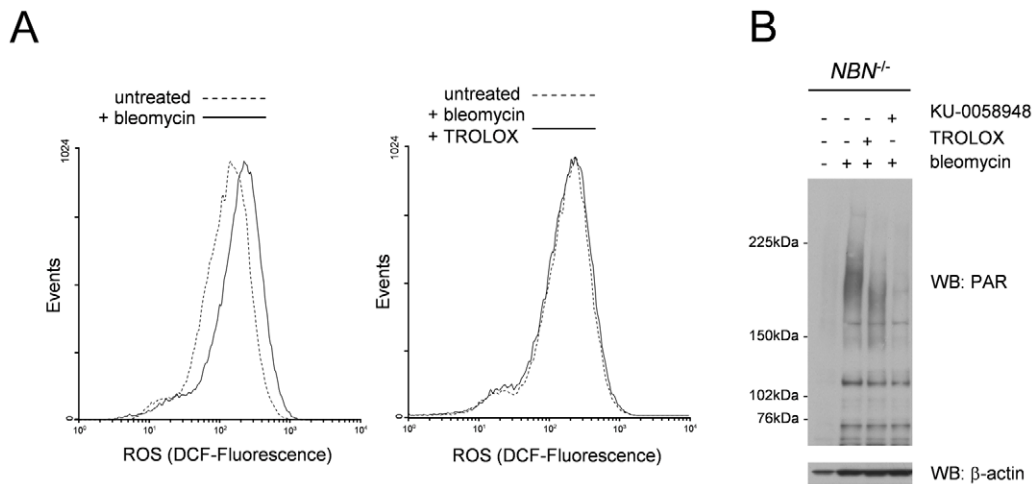 A
untreated
+ bleomycin
1024
Events
0
10⁰ 10¹ 10² 10³ 10⁴
ROS (DCF-Fluorescence)
untreated
+ bleomycin
+ TROLOX
1024
Events
0
10⁰ 10¹ 10² 10³ 10⁴
ROS (DCF-Fluorescence)
B
NBN-/-
- - - + KU-0058948
- - + - TROLOX
- + + + bleomycin
225kDa -
150kDa -
102kDa -
76kDa -
WB: PAR
WB: β-actin